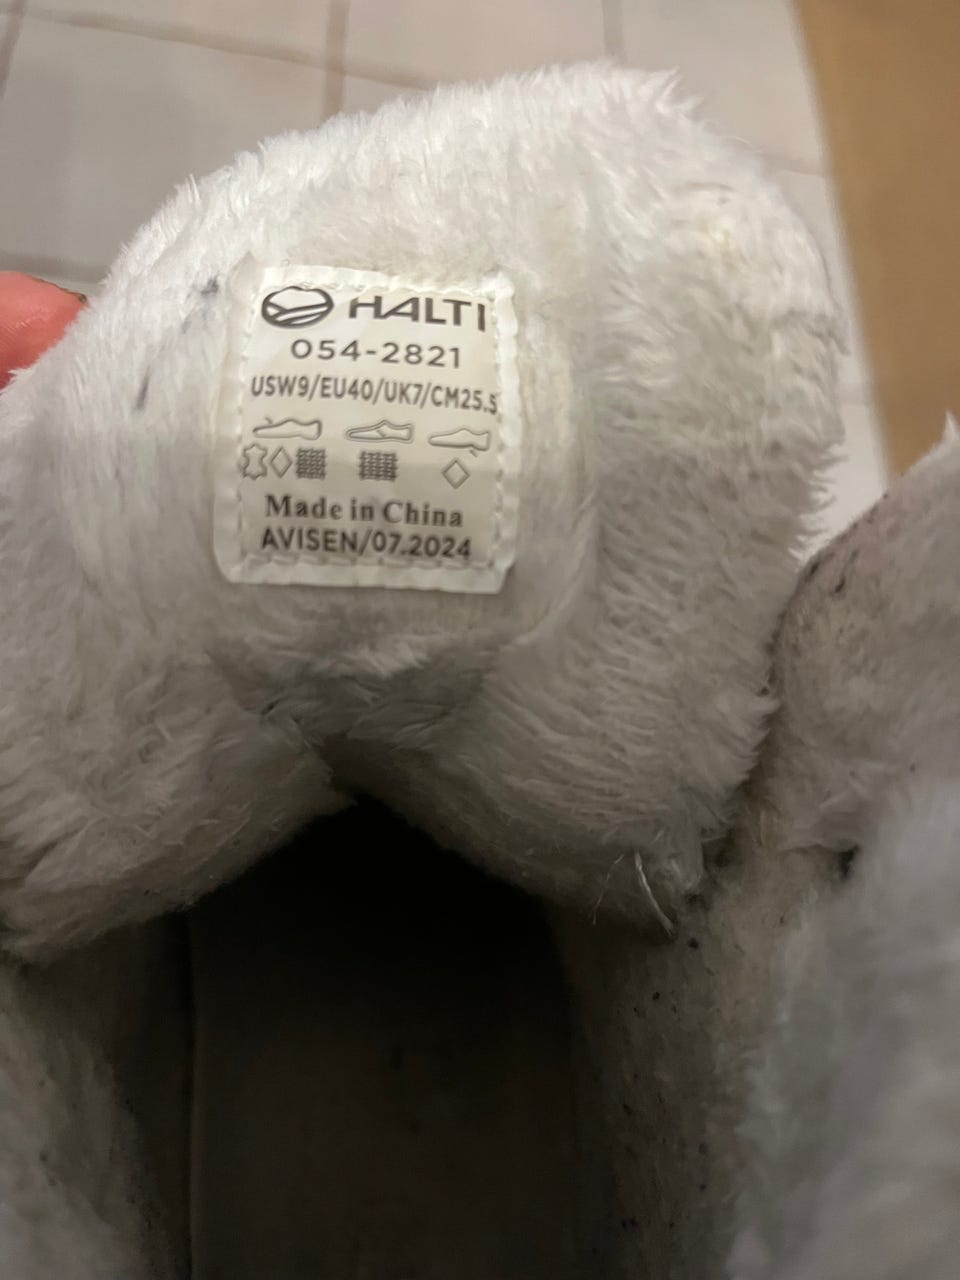 HALTI
054-2821
USW9/EU40/UK7/CM25.5
Made in China
AVISEN/07.2024